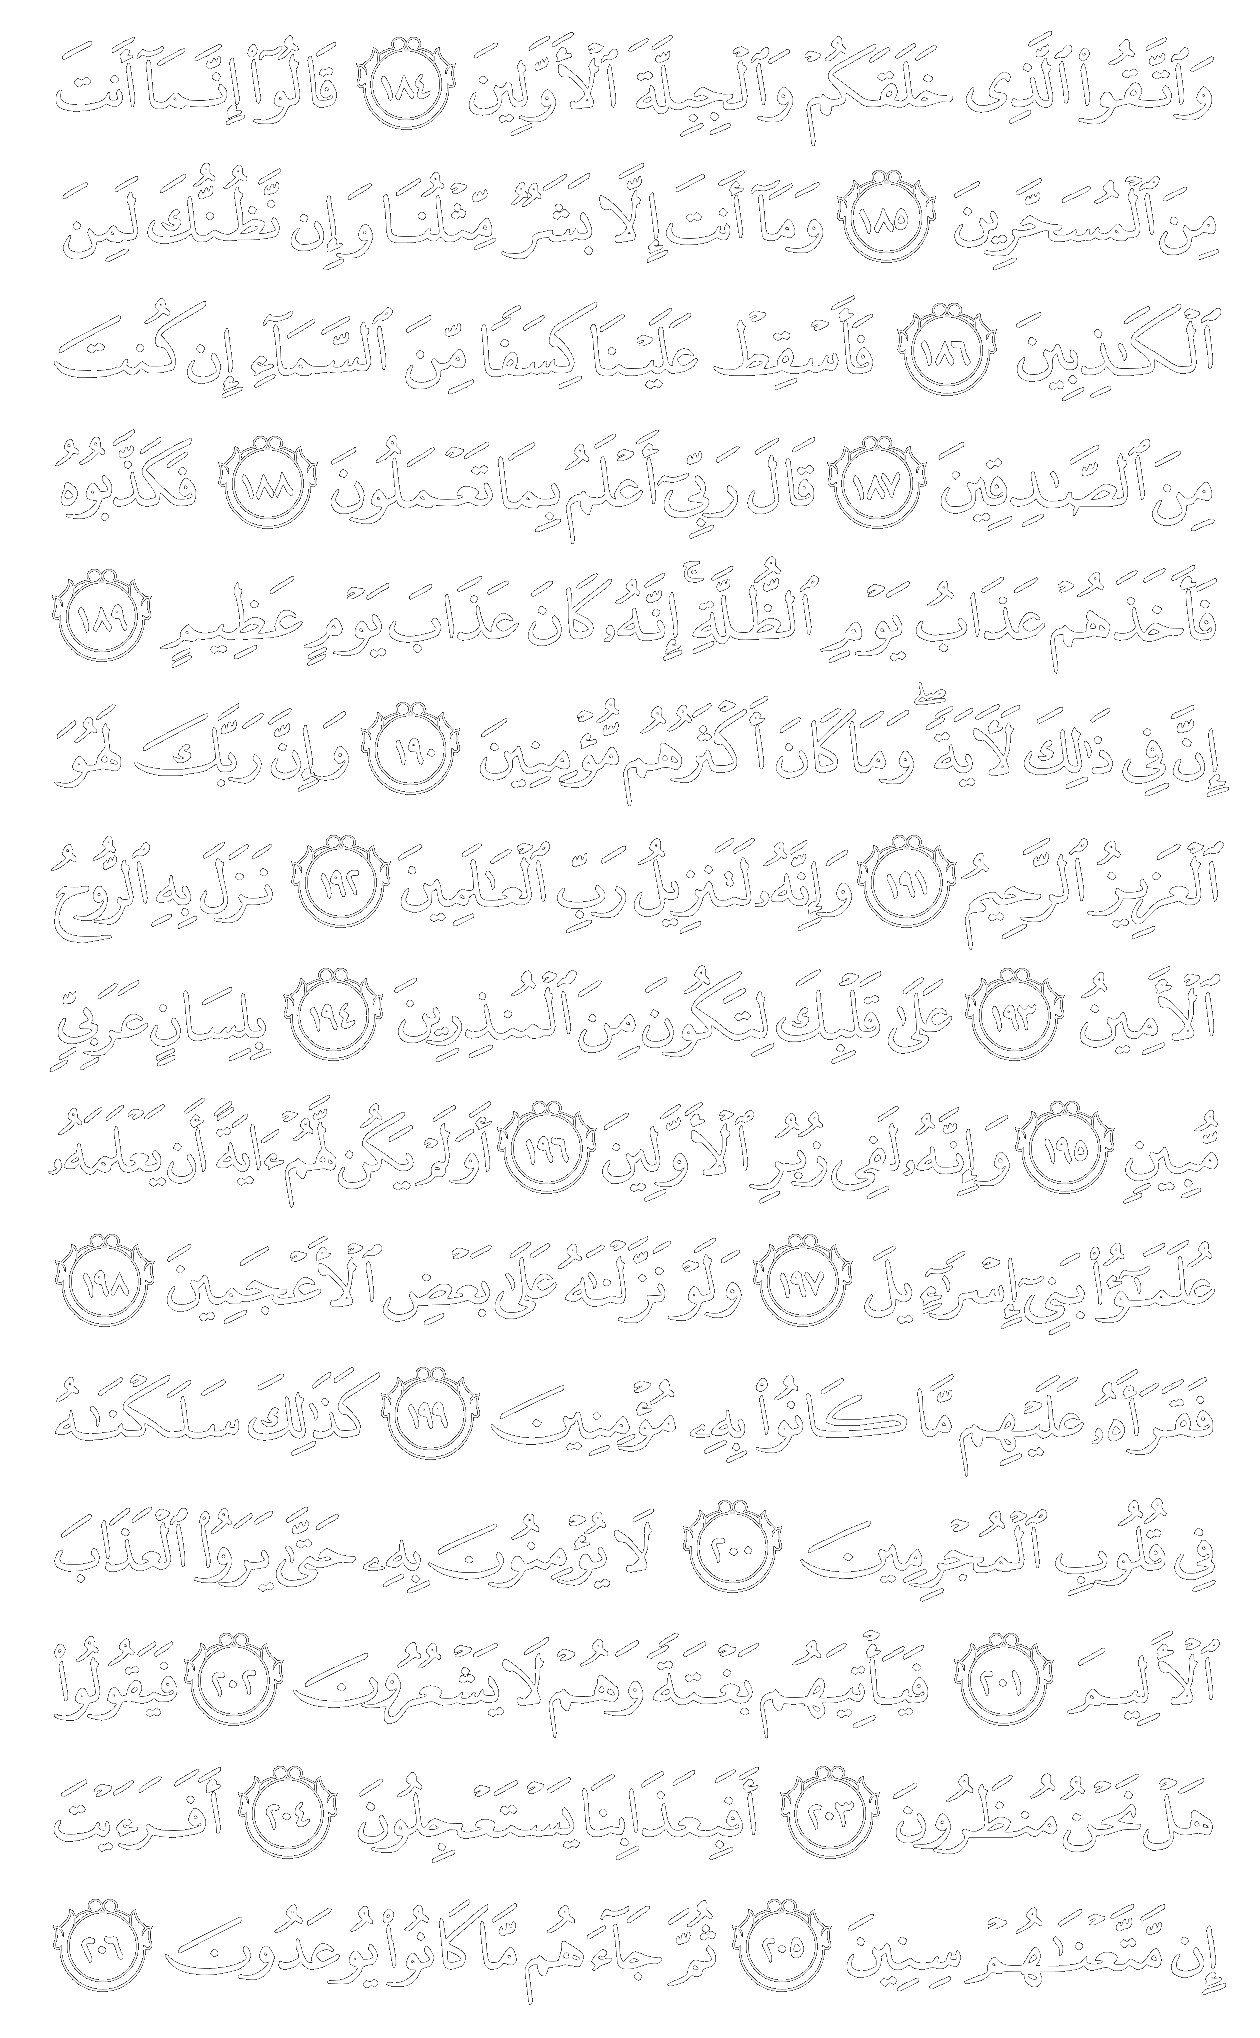 وَٱتَّقُوا۟ ٱلَّذِى خَلَقَكُمْ وَٱلْجِبِلَّةَ ٱلْأَوَّلِينَ ١٨٤ قَالُوٓا۟ إِنَّمَآ أَنتَ
مِنَ ٱلْمُسَحَّرِينَ ١٨٥ وَمَآ أَنتَ إِلَّا بَشَرٌ مِّثْلُنَا وَإِن نَّظُنُّكَ لَمِنَ
ٱلْكَـٰذِبِينَ ١٨٦ فَأَسْقِطْ عَلَيْنَا كِسَفًا مِّنَ ٱلسَّمَآءِ إِن كُنتَ
مِنَ ٱلصَّـٰدِقِينَ ١٨٧ قَالَ رَبِّىٓ أَعْلَمُ بِمَا تَعْمَلُونَ ١٨٨ فَكَذَّبُوهُ
فَأَخَذَهُمْ عَذَابُ يَوْمِ ٱلظُّلَّةِ ۚ إِنَّهُۥ كَانَ عَذَابَ يَوْمٍ عَظِيمٍ ١٨٩
إِنَّ فِى ذَٰلِكَ لَـَٔايَةً ۖ وَمَا كَانَ أَكْثَرُهُم مُّؤْمِنِينَ ١٩٠ وَإِنَّ رَبَّكَ لَهُوَ
ٱلْعَزِيزُ ٱلرَّحِيمُ ١٩١ وَإِنَّهُۥ لَتَنزِيلُ رَبِّ ٱلْعَـٰلَمِينَ ١٩٢ نَزَلَ بِهِ ٱلرُّوحُ
ٱلْأَمِينُ ١٩٣ عَلَىٰ قَلْبِكَ لِتَكُونَ مِنَ ٱلْمُنذِرِينَ ١٩٤ بِلِسَانٍ عَرَبِىٍّ
مُّبِينٍ ١٩٥ وَإِنَّهُۥ لَفِى زُبُرِ ٱلْأَوَّلِينَ ١٩٦ أَوَلَمْ يَكُن لَّهُمْ ءَايَةً أَن يَعْلَمَهُۥ
عُلَمَـٰٓؤُا۟ بَنِىٓ إِسْرَٰٓءِيلَ ١٩٧ وَلَوْ نَزَّلْنَـٰهُ عَلَىٰ بَعْضِ ٱلْأَعْجَمِينَ ١٩٨
فَقَرَأَهُۥ عَلَيْهِم مَّا كَانُوا۟ بِهِۦ مُؤْمِنِينَ ١٩٩ كَذَٰلِكَ سَلَكْنَـٰهُ
فِى قُلُوبِ ٱلْمُجْرِمِينَ ٢٠٠ لَا يُؤْمِنُونَ بِهِۦ حَتَّىٰ يَرَوُا۟ ٱلْعَذَابَ
ٱلْأَلِيمَ ٢٠١ فَيَأْتِيَهُم بَغْتَةً وَهُمْ لَا يَشْعُرُونَ ٢٠٢ فَيَقُولُوا۟
هَلْ نَحْنُ مُنظَرُونَ ٢٠٣ أَفَبِعَذَابِنَا يَسْتَعْجِلُونَ ٢٠٤ أَفَرَءَيْتَ
إِن مَّتَّعْنَـٰهُمْ سِنِينَ ٢٠٥ ثُمَّ جَآءَهُم مَّا كَانُوا۟ يُوعَدُونَ ٢٠٦